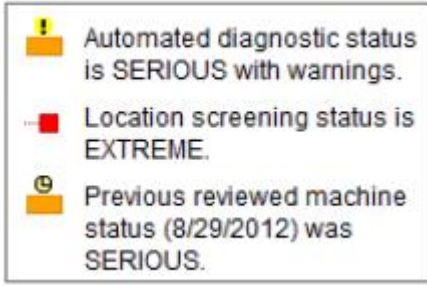 Automated diagnostic status
is SERIOUS with warnings.
Location screening status is
EXTREME.
Previous reviewed machine
status (8/29/2012) was
SERIOUS.